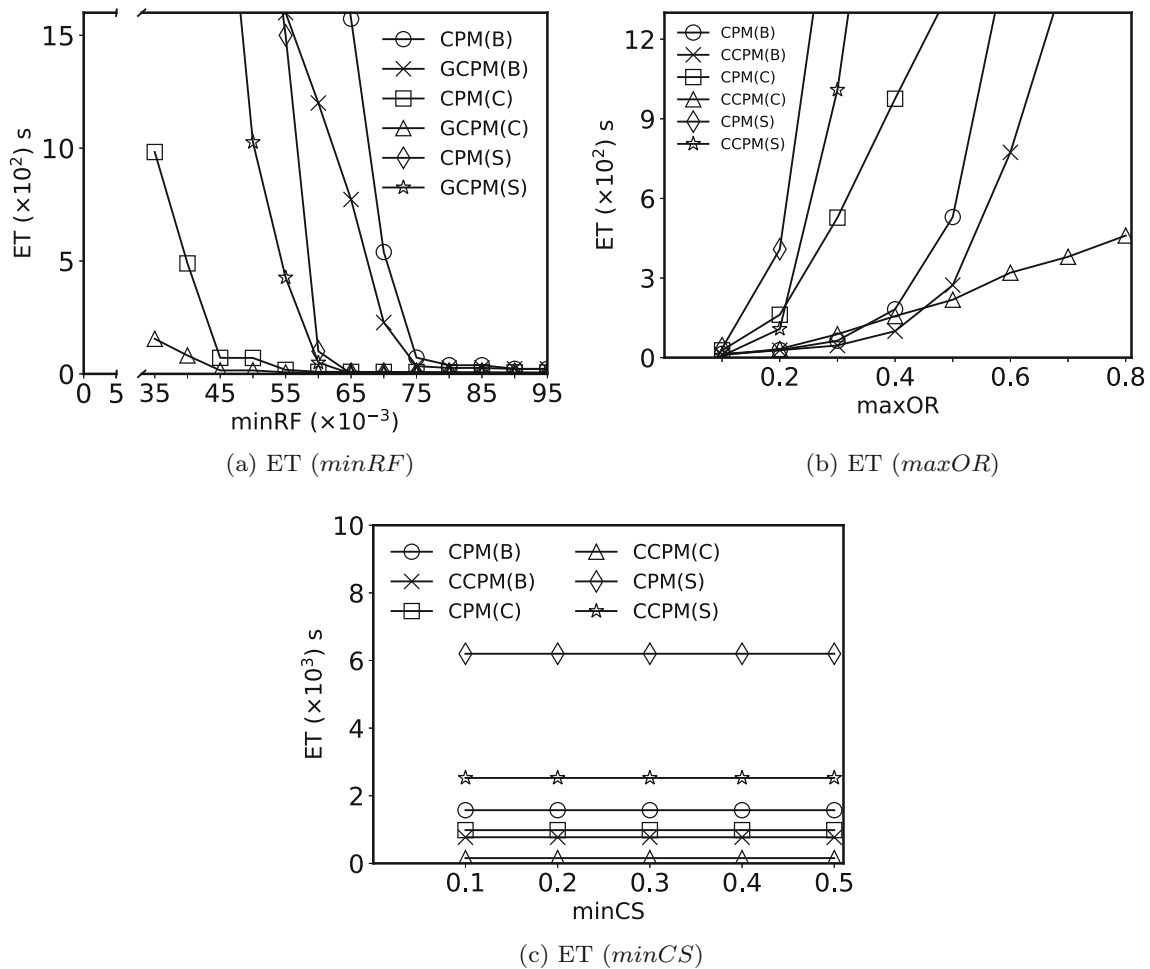 16
10
5
0
ET (×10²) s
CPM(B)
GCPM(B)
CPM(C)
GCPM(C)
CPM(S)
GCPM(S)
0 5 35 45 55 65 75 85 95
minRF (×10⁻³)
(a) ET (minRF)
12
9
6
3
0
ET (×10²) s
CPM(B)
CCPM(B)
CPM(C)
CCPM(C)
CPM(S)
CCPM(S)
0.2 0.4 0.6 0.8
maxOR
(b) ET (maxOR)
10
8
6
4
2
0
ET (×10³) s
CPM(B) CCPM(C)
CCPM(B) CPM(S)
CPM(C) CCPM(S)
0.1 0.2 0.3 0.4 0.5
minCS
(c) ET (minCS)